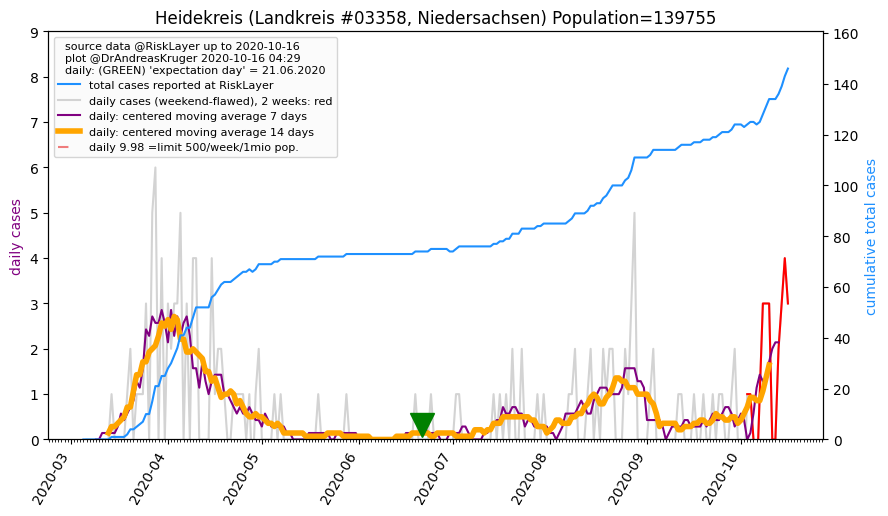 Heidekreis (Landkreis #03358, Niedersachsen) Population=139755
source data @RiskLayer up to 2020-10-16
plot @DrAndreasKruger 2020-10-16 04:29
daily: (GREEN) 'expectation day' = 21.06.2020
total cases reported at RiskLayer
daily cases (weekend-flawed), 2 weeks: red
daily: centered moving average 7 days
daily: centered moving average 14 days
daily 9.98 =limit 500/week/1mio pop.
daily cases
9
8
7
6
5
4
3
2
1
0
cumulative total cases
160
140
120
100
80
60
40
20
0
2020-03
2020-04
2020-05
2020-06
2020-07
2020-08
2020-09
2020-10